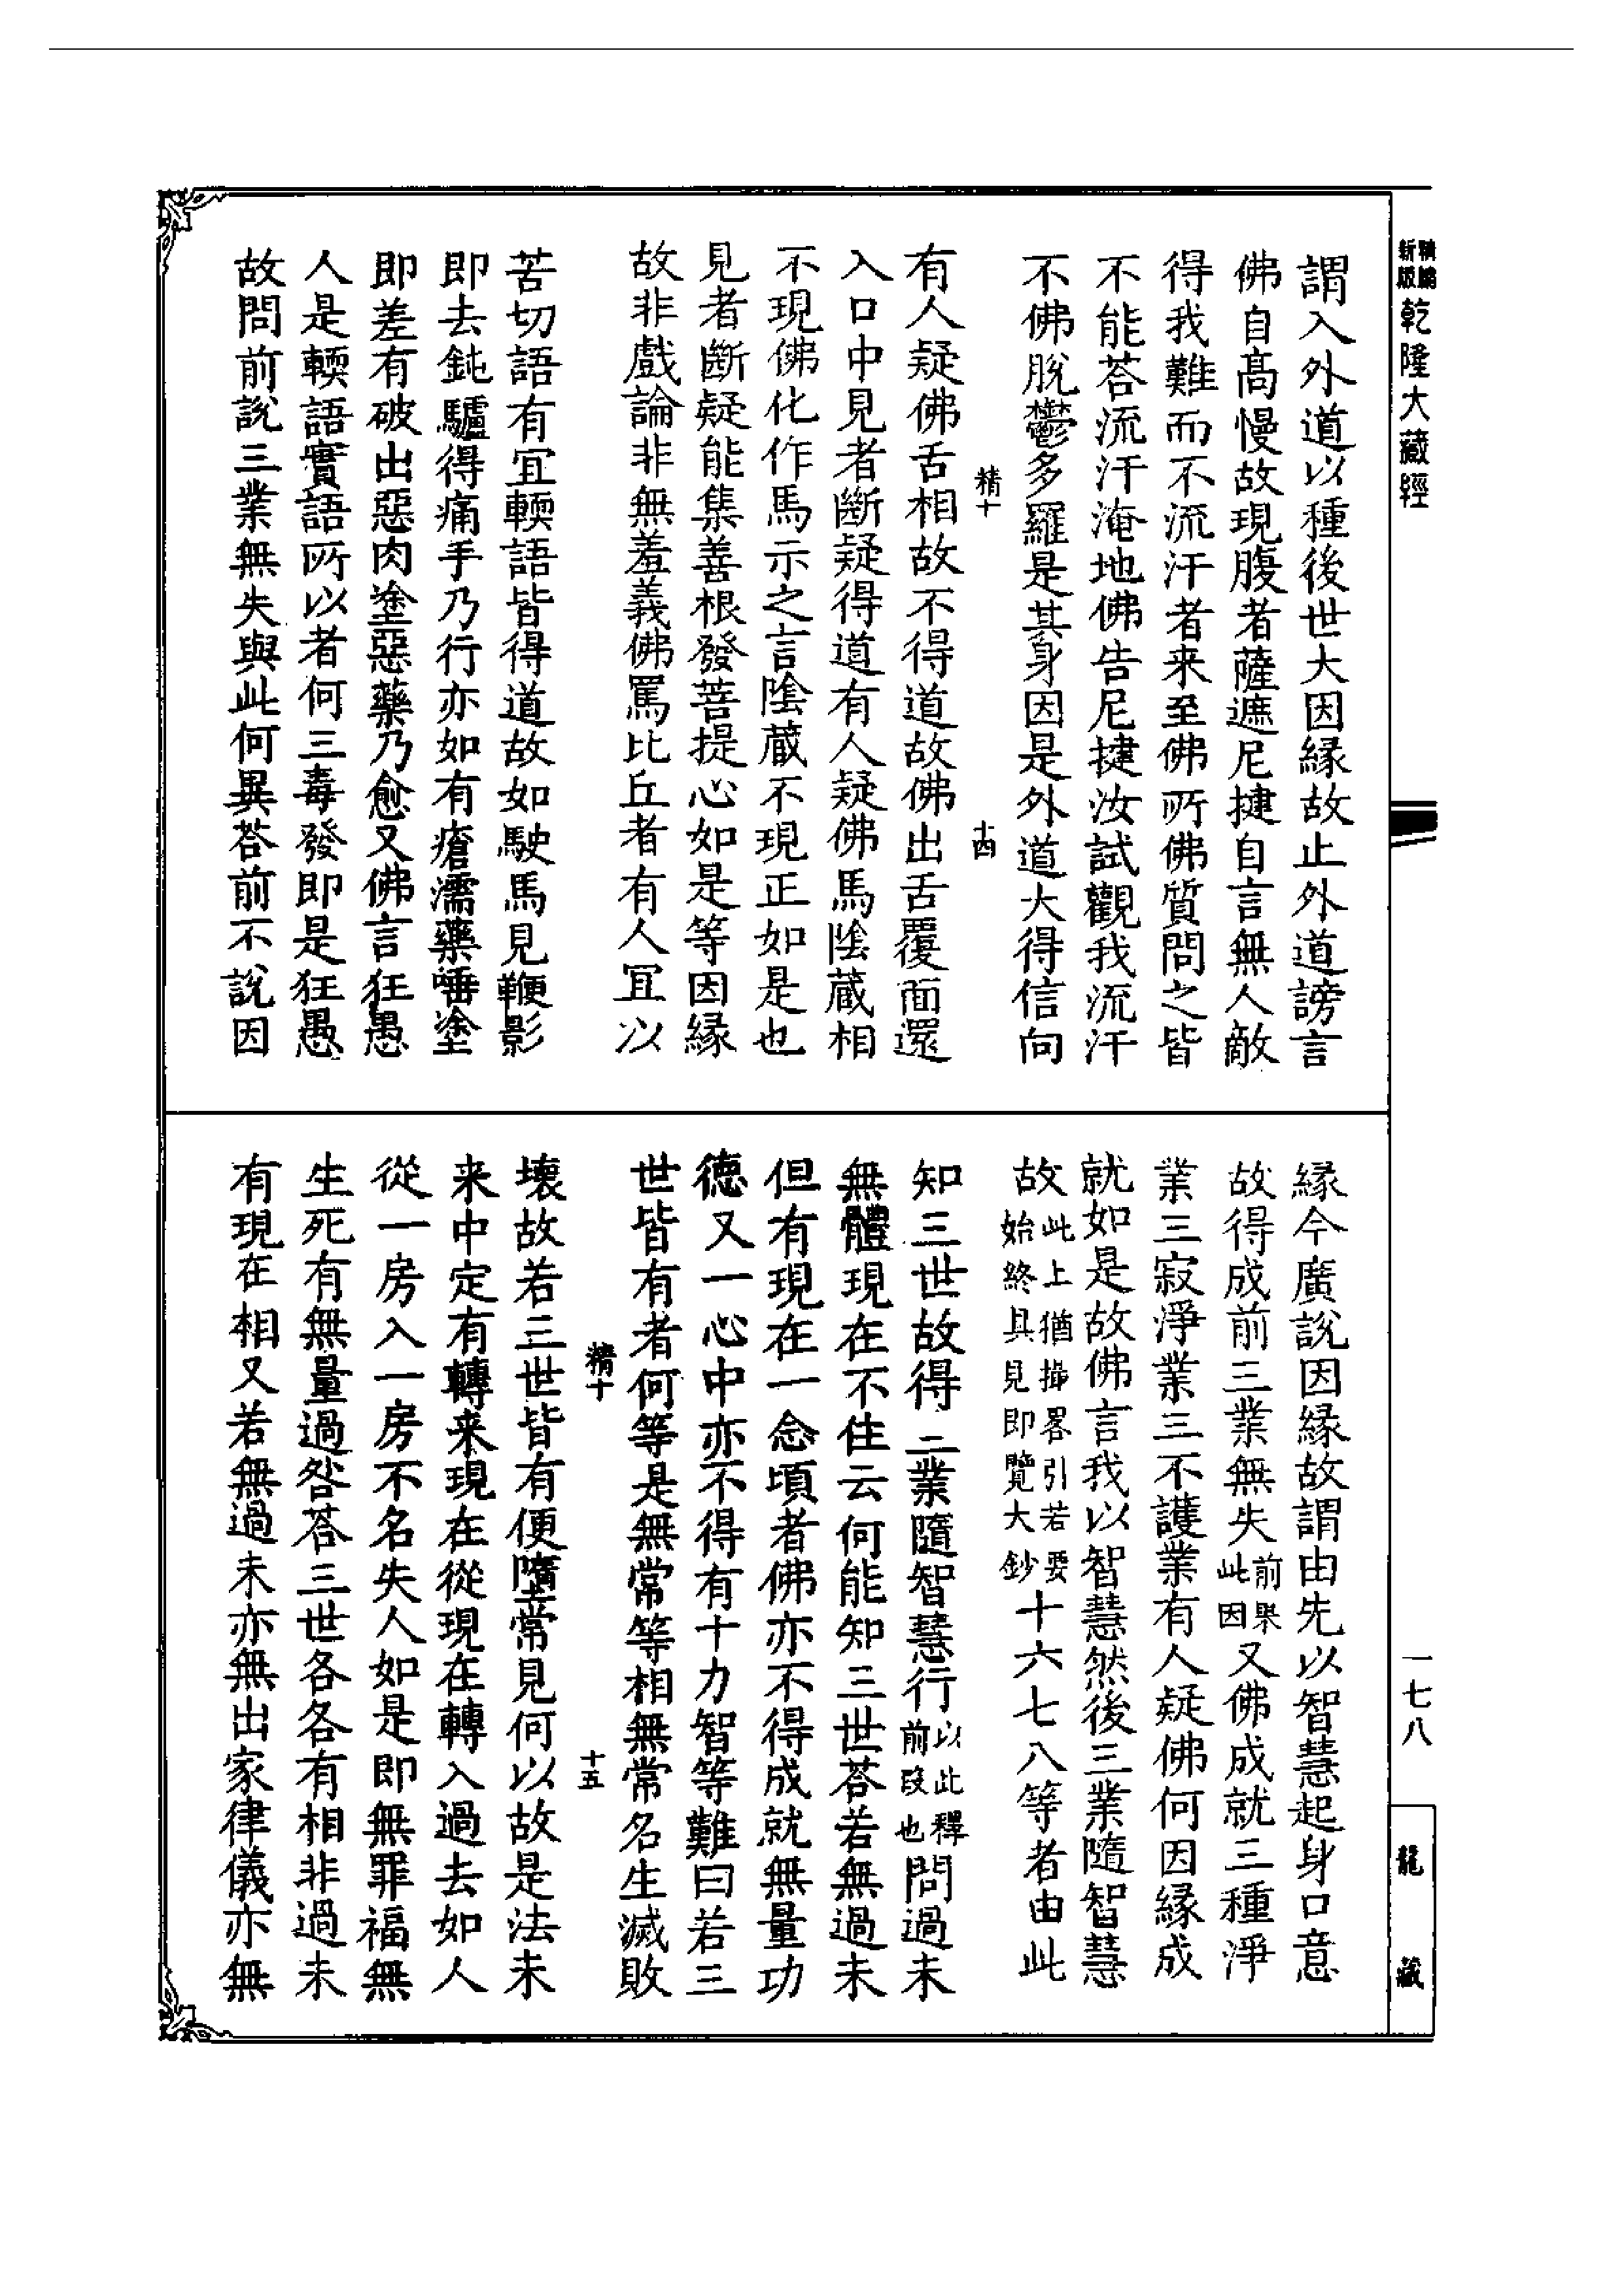 新版
精縮
乾隆大藏經
一七八
龍藏
謂入外道以種後世大因縁故止外道謗言
佛自髙慢故現腹者薩遮尼揵自言無人敵
得我難而不流汗者来至佛所佛質問之皆
不能荅流汗淹地佛告尼揵汝試觀我流汗
不佛脫鬱多羅是其身因是外道大得信向
精十
十四
有人疑佛舌相故不得道故佛出舌覆面還
入口中見者斷疑得道有人疑佛馬陰蔵相
不現佛化作馬示之言陰蔵不現正如是也
見者斷疑能集善根發菩提心如是等因縁
故非戲論非無羞義佛罵比丘者有人冝以
苦切語有冝輭語皆得道故如駛馬見鞭影
即去鈍驢得痛手乃行亦如有瘡濡藥唾塗
即差有破出惡肉塗惡藥乃愈又佛言狂愚
人是輭語實語所以者何三毒發即是狂愚
故問前說三業無失與此何異荅前不說因
縁今廣說因縁故謂由先以智慧起身口意
故得成前三業無失前舉此因又佛成就三種淨
業三寂淨業三不護業有人疑佛何因縁成
就如是故佛言我以智慧然後三業隨智慧
故此上猶撮畧引若要始終具見即覽大鈔十六七八等者由此
知三世故得二業隨智慧行以此釋前段也問過未
無體現在不住云何能知三世荅若無過未
但有現在一念頃者佛亦不得成就無量功
德又一心中亦不得有十力智等難曰若三
世皆有者何等是無常等相無常名生滅敗
精十
十五
壊故若三世皆有便墮常見何以故是法未
来中定有轉来現在從現在轉入過去如人
從一房入一房不名失人如是即無罪福無
生死有無量過咎荅三世各各有相非過未
有現在相又若無過未亦無出家律儀亦無